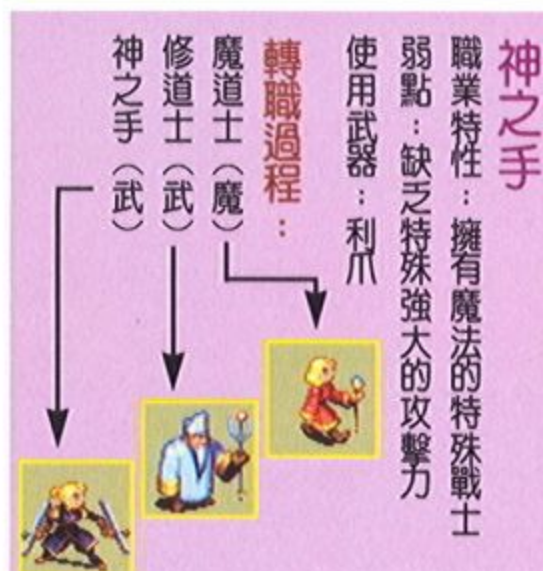 神之手
職業特性：擁有魔法的特殊戰士
弱點：缺乏特殊強大的攻擊力
使用武器：利爪
轉職過程：
魔道士（魔）
修道士（武）
神之手（武）